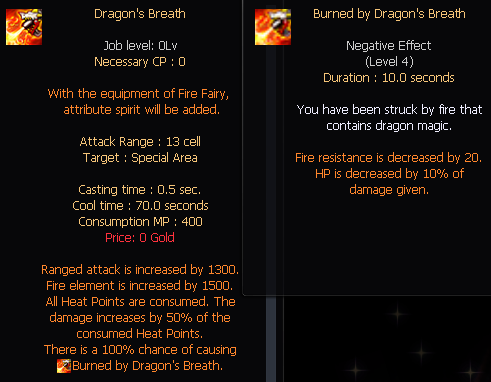 Dragon's Breath
Job level: 0Lv
Necessary CP : 0
With the equipment of Fire Fairy,
attribute spirit will be added.
Attack Range : 13 cell
Target : Special Area
Casting time : 0.5 sec.
Cool time : 70.0 seconds
Consumption MP : 400
Price: 0 Gold
Ranged attack is increased by 1300.
Fire element is increased by 1500.
All Heat Points are consumed. The
damage increases by 50% of the
consumed Heat Points.
There is a 100% chance of causing
Burned by Dragon's Breath.
Burned by Dragon's Breath
Negative Effect
(Level 4)
Duration : 10.0 seconds
You have been struck by fire that
contains dragon magic.
Fire resistance is decreased by 20.
HP is decreased by 10% of
damage given.